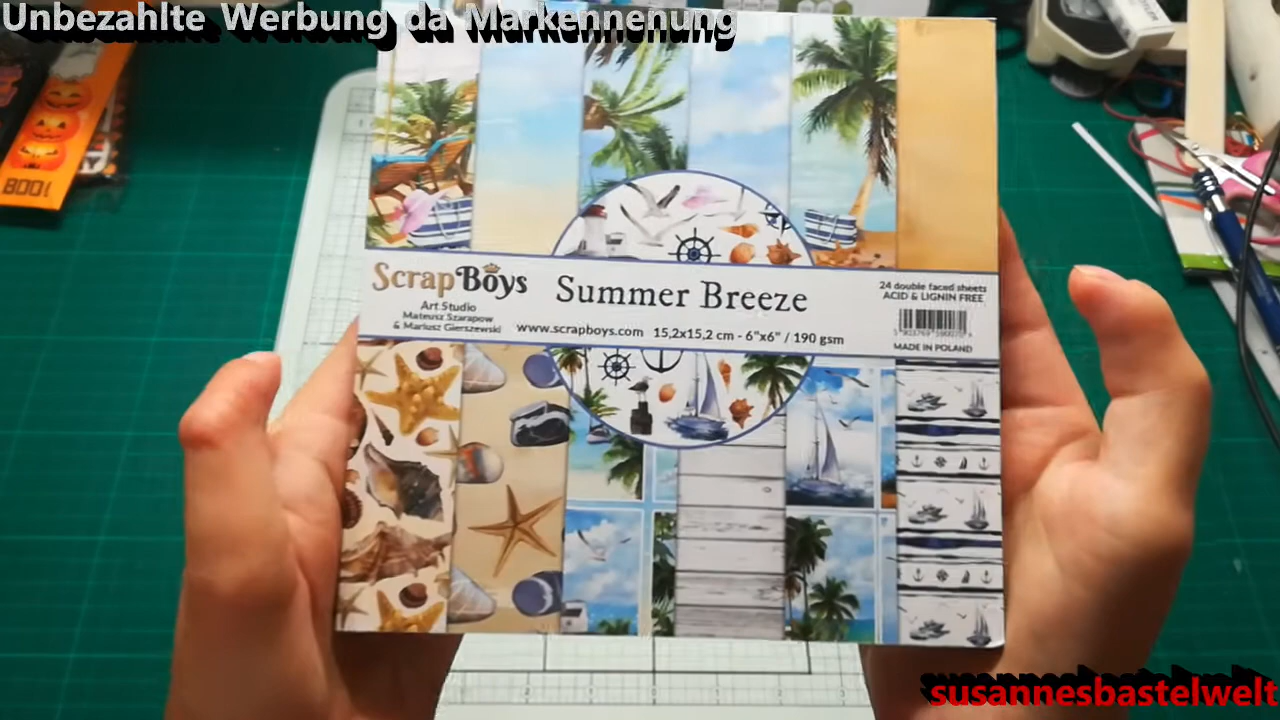 Unbezahlte Werbung da Markennenung
BOO!
ScrapBoys
Art Studio
Mateusz Szarapow
& Mariusz Gierszewski
Summer Breeze
www.scrapboys.com 15,2x15,2 cm - 6"x6" / 190 gsm
24 double faced sheets
ACID & LIGNIN FREE
MADE IN POLAND
susannesbastelwelt